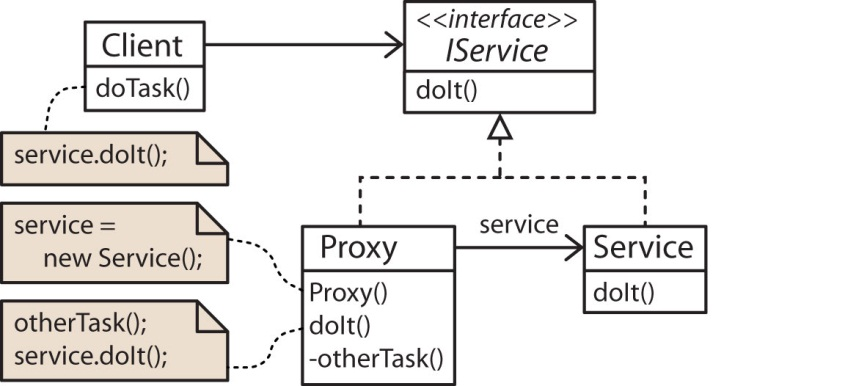 <<interface>>
IService
doIt()
Client
doTask()
service.doIt();
service =
new Service();
otherTask();
service.doIt();
Proxy
Proxy()
doIt()
-otherTask()
service
Service
doIt()